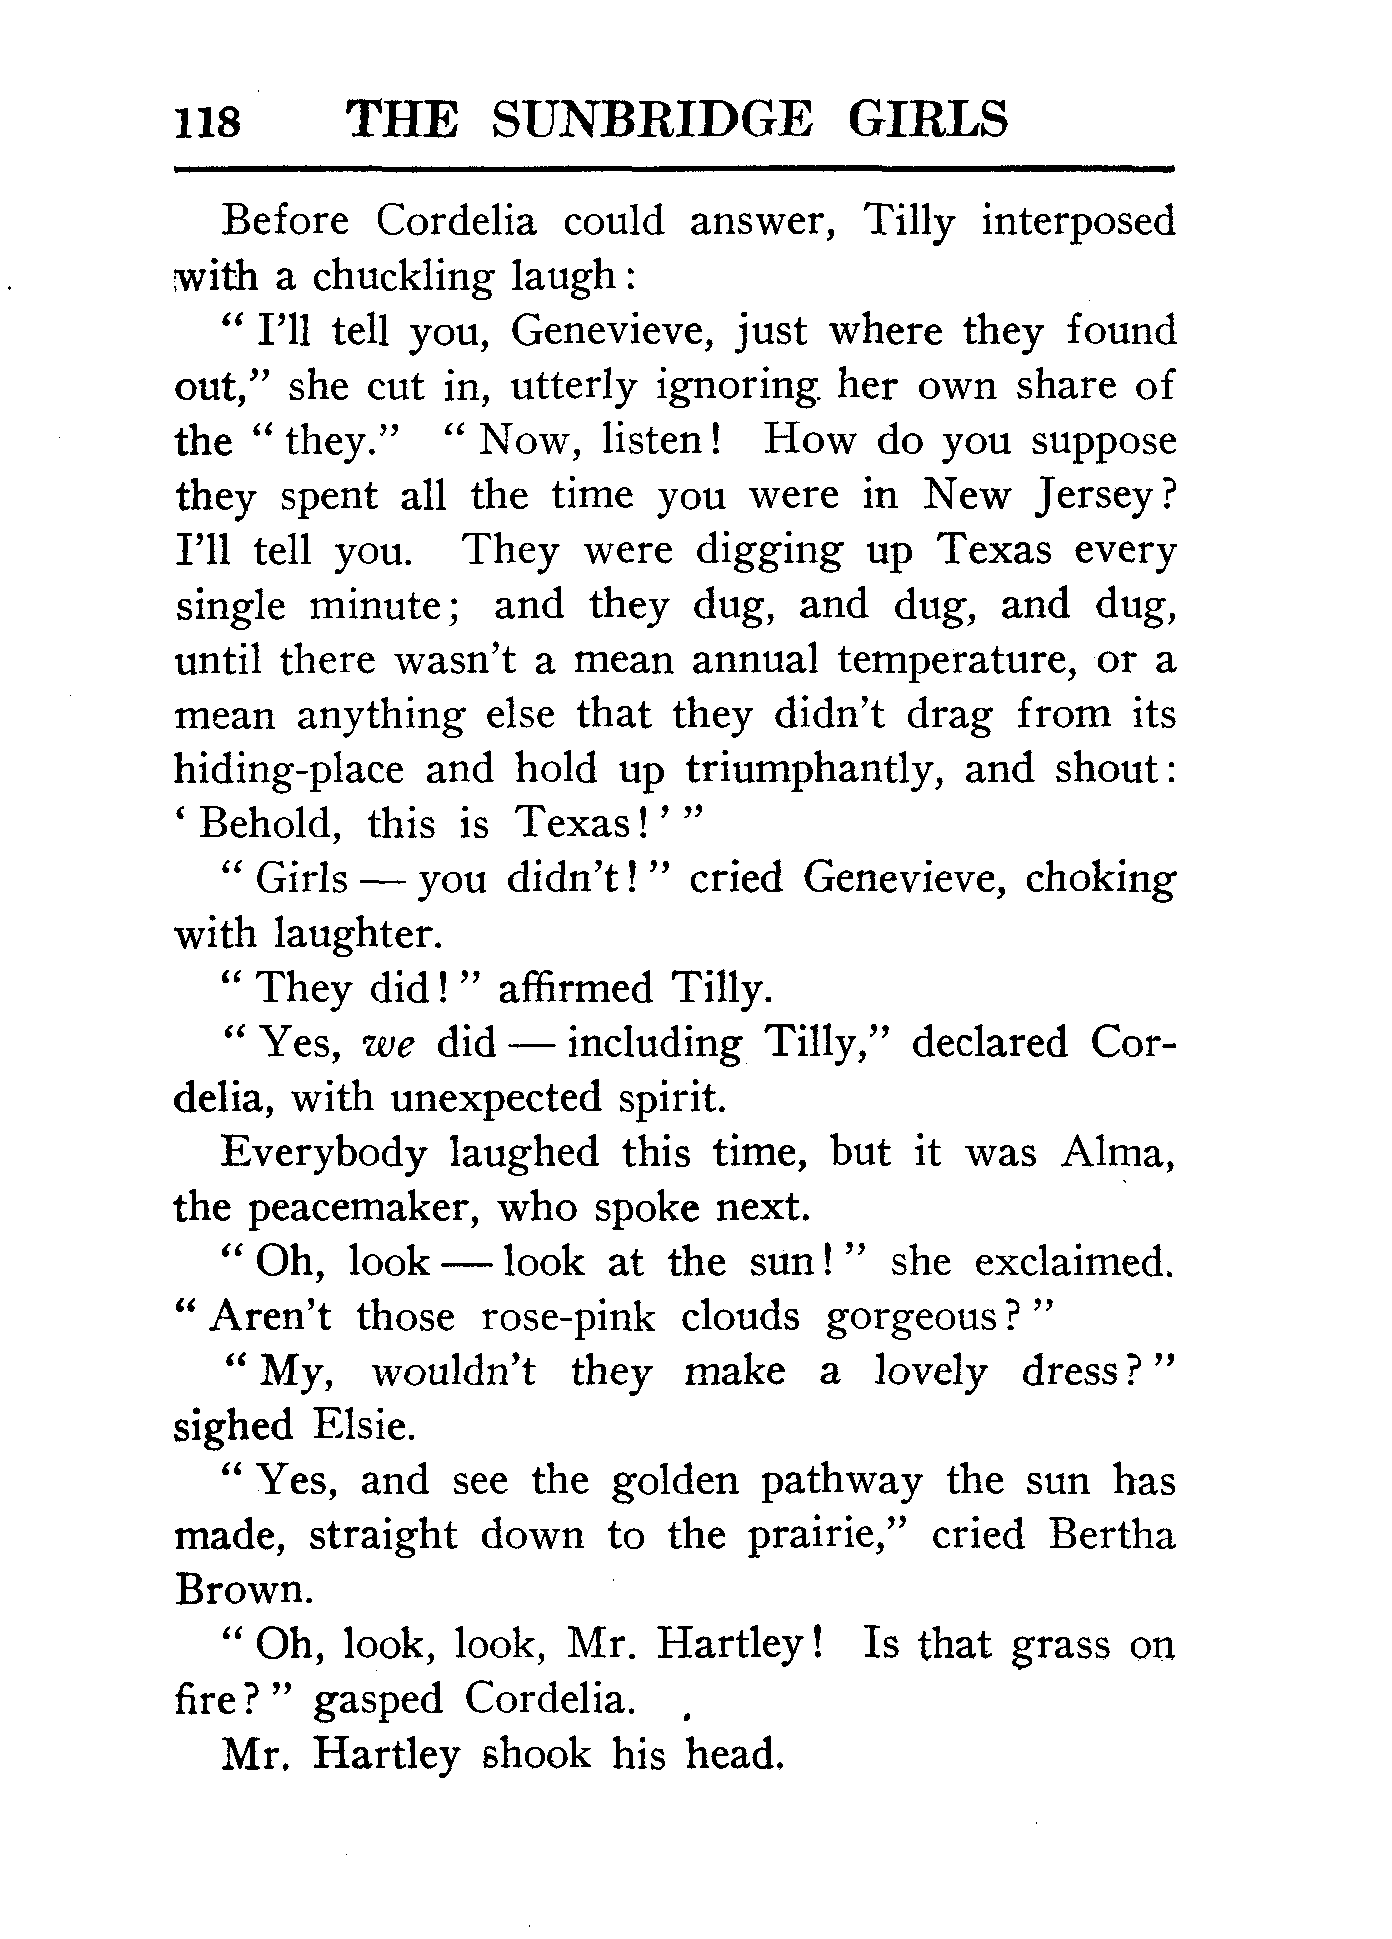 118 THE SUNBRIDGE GIRLS
Before Cordelia could answer, Tilly interposed
with a chuckling laugh:
" I'll tell you, Genevieve, just where they found
out," she cut in, utterly ignoring her own share of
the " they." " Now, listen! How do you suppose
they spent all the time you were in New Jersey?
I'll tell you. They were digging up Texas every
single minute; and they dug, and dug, and dug,
until there wasn't a mean annual temperature, or a
mean anything else that they didn't drag from its
hiding-place and hold up triumphantly, and shout:
' Behold, this is Texas!' "
" Girls — you didn't! " cried Genevieve, choking
with laughter.
" They did! " affirmed Tilly.
" Yes, we did — including Tilly," declared Cor-
delia, with unexpected spirit.
Everybody laughed this time, but it was Alma,
the peacemaker, who spoke next.
" Oh, look — look at the sun! " she exclaimed.
" Aren't those rose-pink clouds gorgeous? "
" My, wouldn't they make a lovely dress? "
sighed Elsie.
" Yes, and see the golden pathway the sun has
made, straight down to the prairie," cried Bertha
Brown.
" Oh, look, look, Mr. Hartley! Is that grass on
fire? " gasped Cordelia.
Mr. Hartley shook his head.